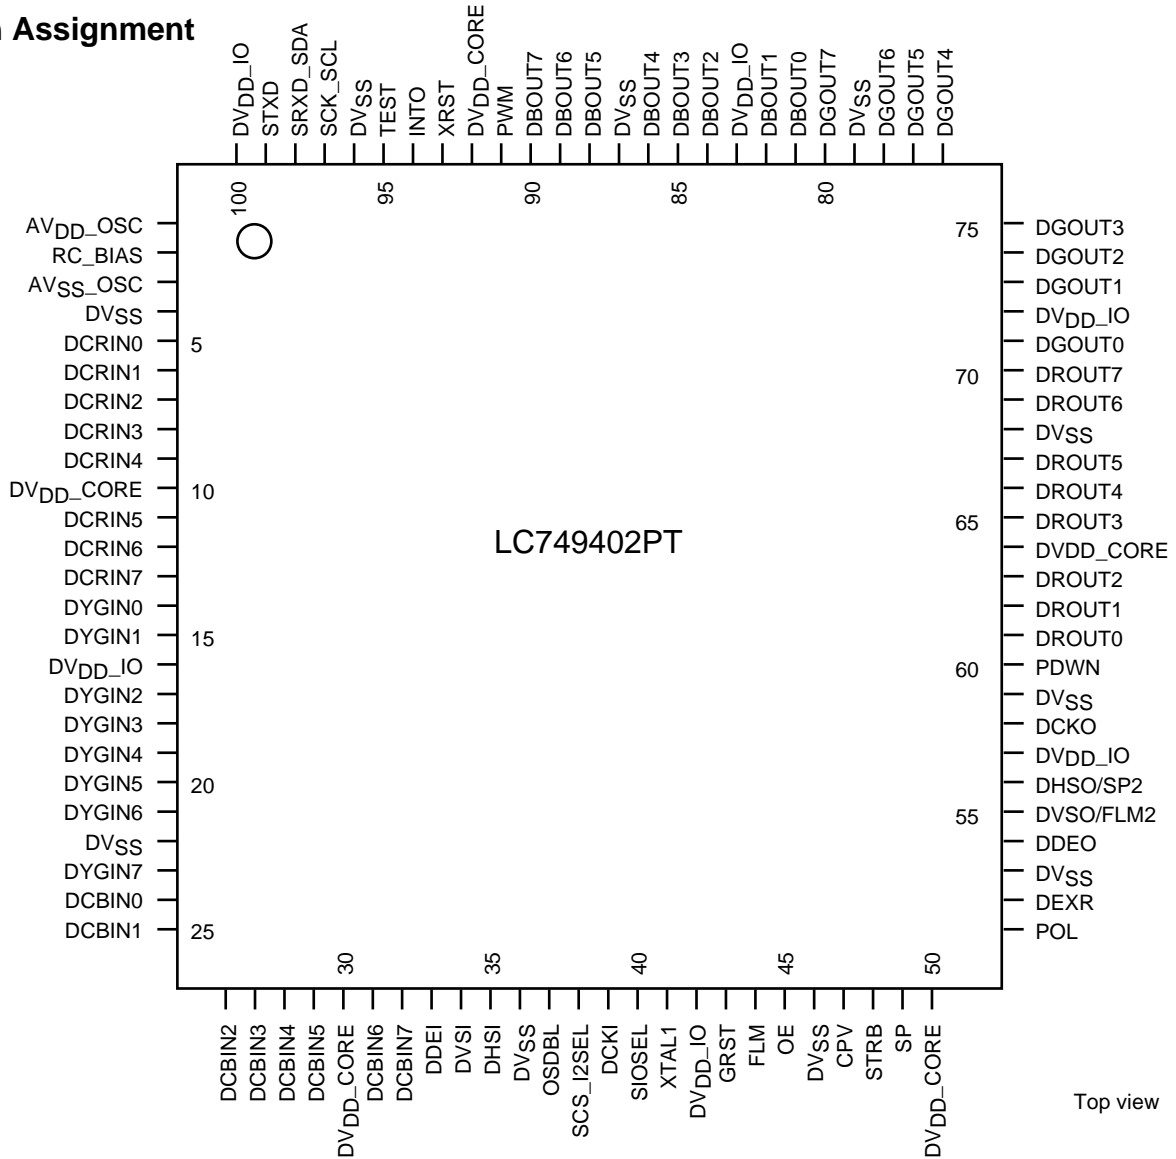 Assignment
DVDD_IO
STXD
SRXD_SDA
SCK_SCL
DVSS
TEST
INTO
XRST
DVDD_CORE
PWM
DBOUT7
DBOUT6
DBOUT5
DVSS
DBOUT4
DBOUT3
DBOUT2
DVDD_IO
DBOUT1
DBOUT0
DGOUT7
DVSS
DGOUT6
DGOUT5
DGOUT4
100
95
90
85
80
AVDD_OSC
RC_BIAS
AVSS_OSC
DVSS
DCRIN0
DCRIN1
DCRIN2
DCRIN3
DCRIN4
DVDD_CORE
DCRIN5
DCRIN6
DCRIN7
DYGIN0
DYGIN1
DVDD_IO
DYGIN2
DYGIN3
DYGIN4
DYGIN5
DYGIN6
DVSS
DYGIN7
DCBIN0
DCBIN1
5
10
15
20
25
LC749402PT
75
70
65
60
55
DGOUT3
DGOUT2
DGOUT1
DVDD_IO
DGOUT0
DROUT7
DROUT6
DVSS
DROUT5
DROUT4
DROUT3
DVDD_CORE
DROUT2
DROUT1
DROUT0
PDWN
DVSS
DCKO
DVDD_IO
DHSO/SP2
DVSO/FLM2
DDEO
DVSS
DEXR
POL
30
35
40
45
50
DCBIN2
DCBIN3
DCBIN4
DCBIN5
DVDD_CORE
DCBIN6
DCBIN7
DDEI
DVSI
DHSI
DVSS
OSDBL
SCS_I2SEL
DCKI
SIOSEL
XTAL1
DVDD_IO
GRST
FLM
OE
DVSS
CPV
STRB
SP
DVDD_CORE
Top view